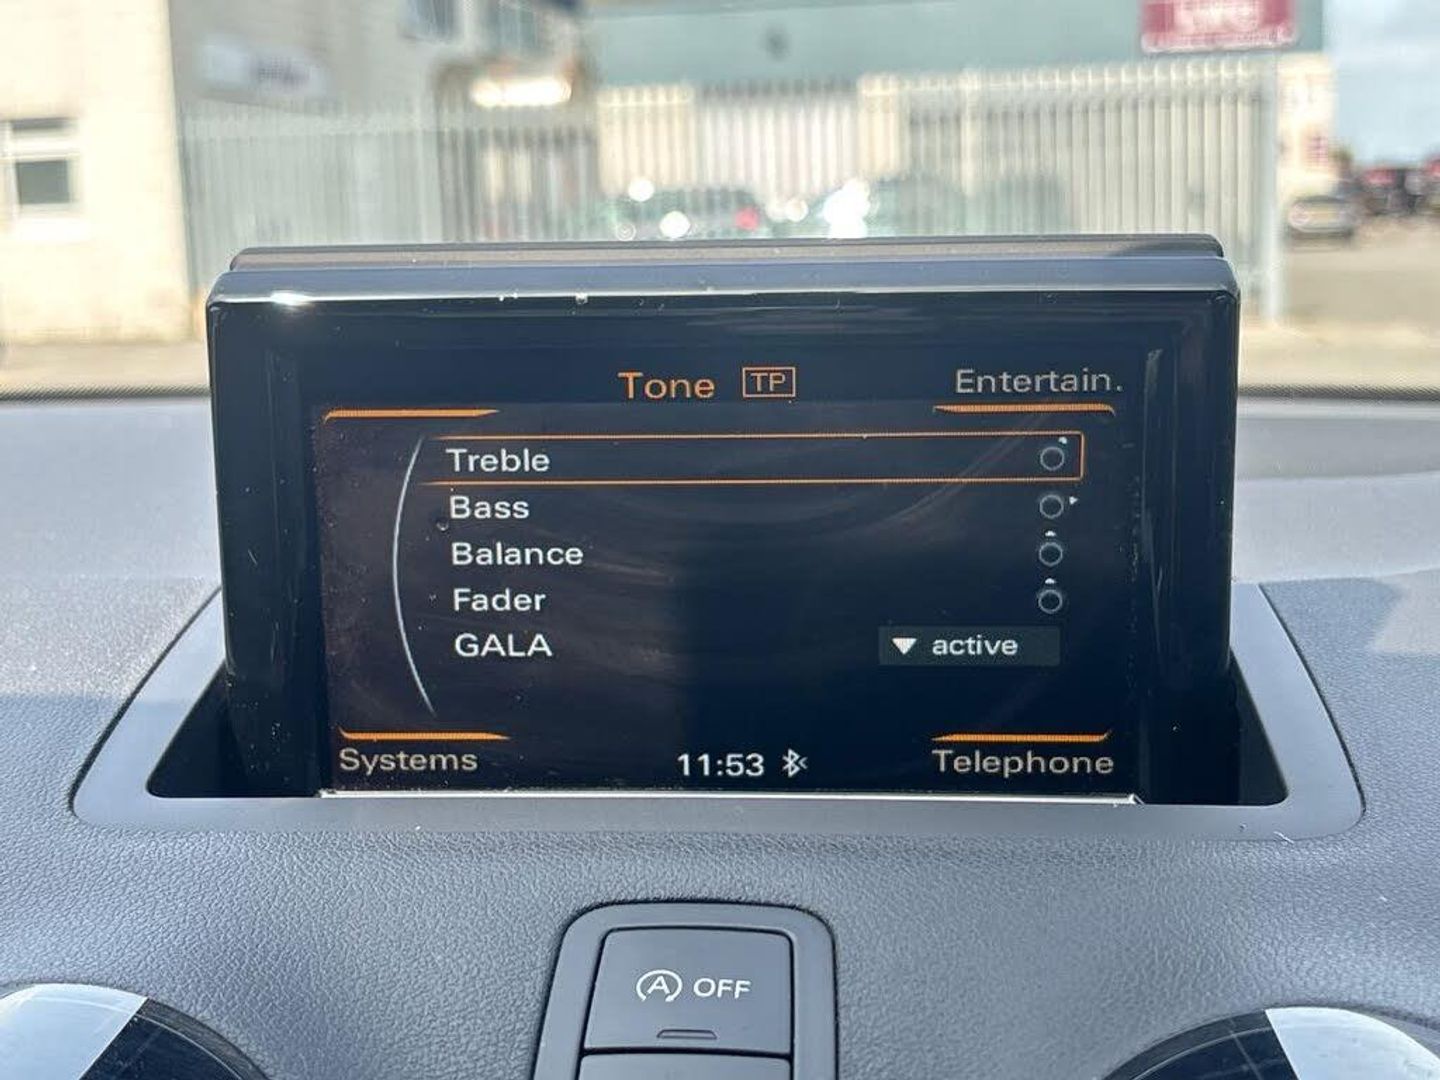 Tone TP Entertain.
Treble
Bass
Balance
Fader
GALA active
Systems 11:53 Telephone
A OFF